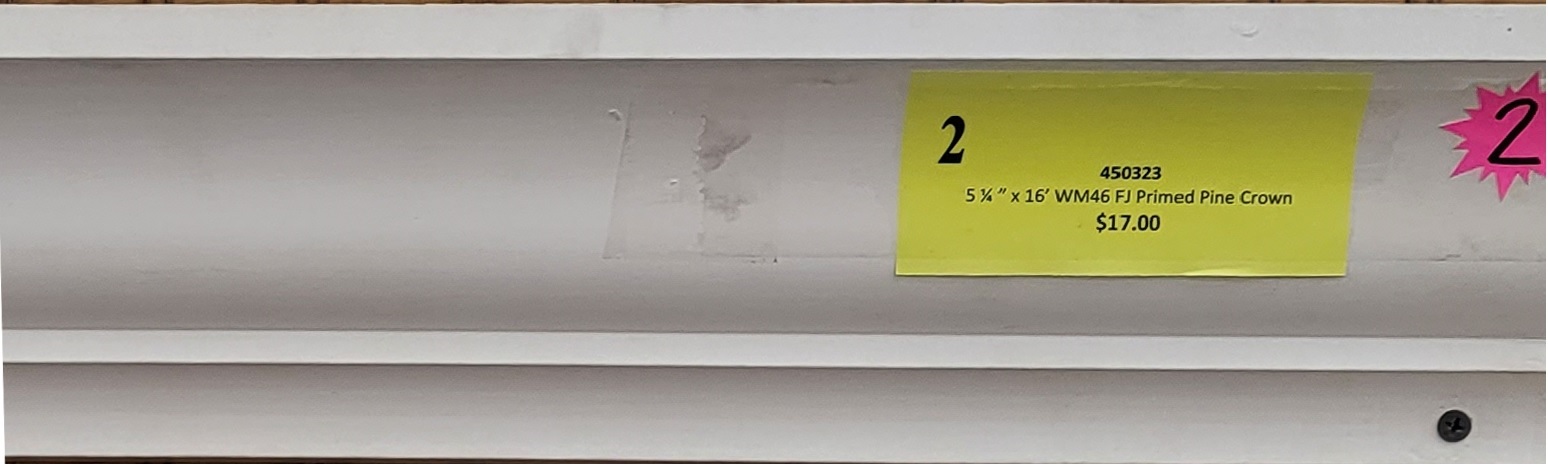 2
450323
5 ¼ " x 16' WM46 FJ Primed Pine Crown
$17.00
2